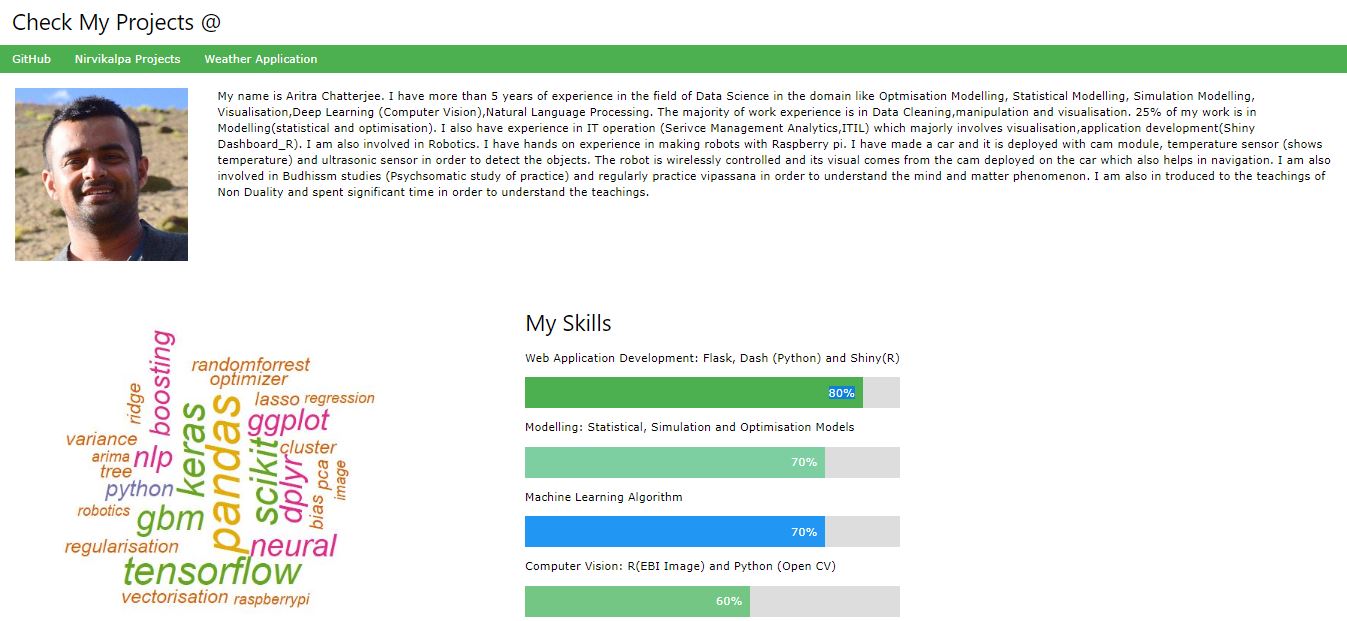 Check My Projects @
GitHub Nirvikalpa Projects Weather Application
My name is Aritra Chatterjee. I have more than 5 years of experience in the field of Data Science in the domain like Optmisation Modelling, Statistical Modelling, Simulation Modelling,
Visualisation,Deep Learning (Computer Vision),Natural Language Processing. The majority of work experience is in Data Cleaning,manipulation and visualisation. 25% of my work is in
Modelling(statistical and optimisation). I also have experience in IT operation (Serivce Management Analytics,ITIL) which majorly involves visualisation,application development(Shiny
Dashboard_R). I am also involved in Robotics. I have hands on experience in making robots with Raspberry pi. I have made a car and it is deployed with cam module, temperature sensor (shows
temperature) and ultrasonic sensor in order to detect the objects. The robot is wirelessly controlled and its visual comes from the cam deployed on the car which also helps in navigation. I am also
involved in Budhissm studies (Psychsomatic study of practice) and regularly practice vipassana in order to understand the mind and matter phenomenon. I am also in troduced to the teachings of
Non Duality and spent significant time in order to understand the teachings.
boosting
randomforrest
optimizer
ridge
lasso
regression
keras
pandas
ggplot
variance
arima
nlp
tree
scikit
cluster
dplyr
pca
image
bias
python
robotics
gbm
regularisation
neural
tensorflow
vectorisation
raspberrypi
My Skills
Web Application Development: Flask, Dash (Python) and Shiny(R)
80%
Modelling: Statistical, Simulation and Optimisation Models
70%
Machine Learning Algorithm
70%
Computer Vision: R(EBI Image) and Python (Open CV)
60%